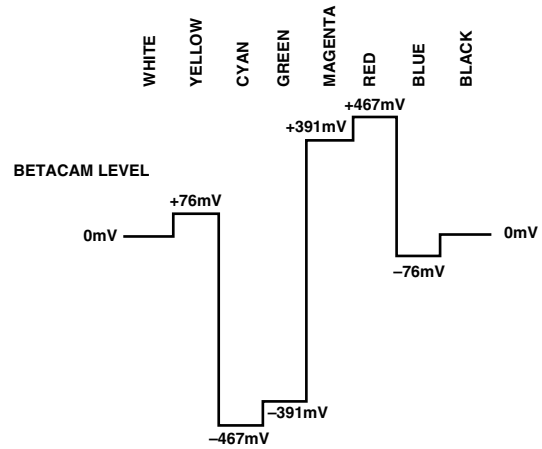 WHITE
YELLOW
CYAN
GREEN
MAGENTA
RED
BLUE
BLACK
+467mV
+391mV
BETACAM LEVEL
+76mV
0mV
0mV
–76mV
–391mV
–467mV